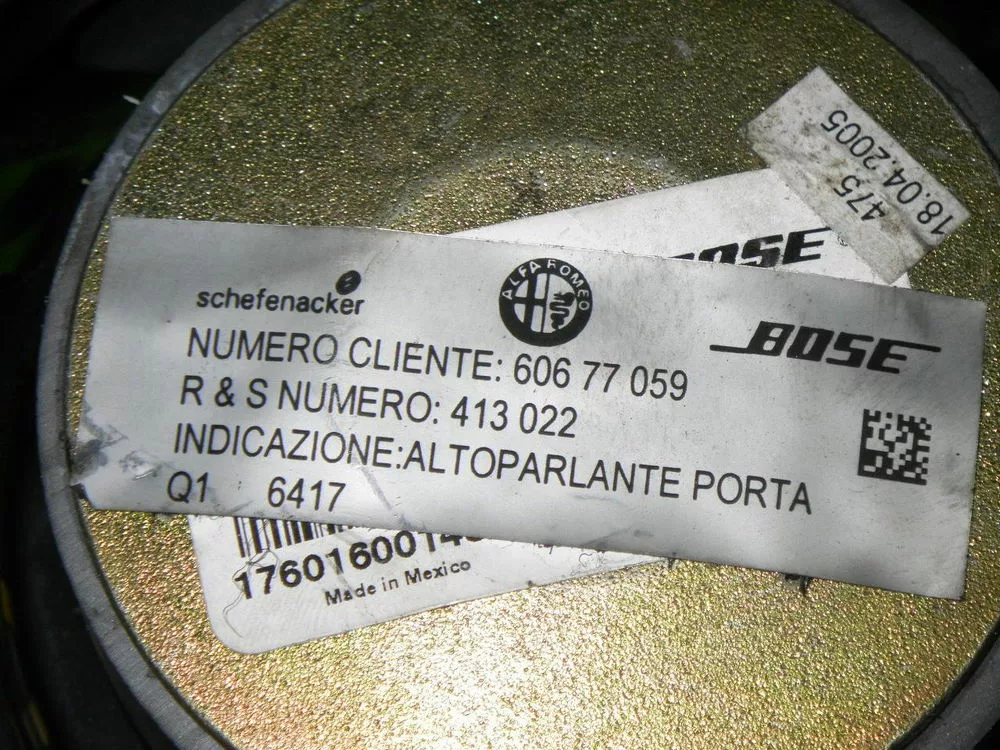 475
18.04.2005
BOSE
schefenacker
ALFA ROMEO
BOSE
NUMERO CLIENTE: 606 77 059
R & S NUMERO: 413 022
INDICAZIONE:ALTOPARLANTE PORTA
Q1 6417
Made in Mexico